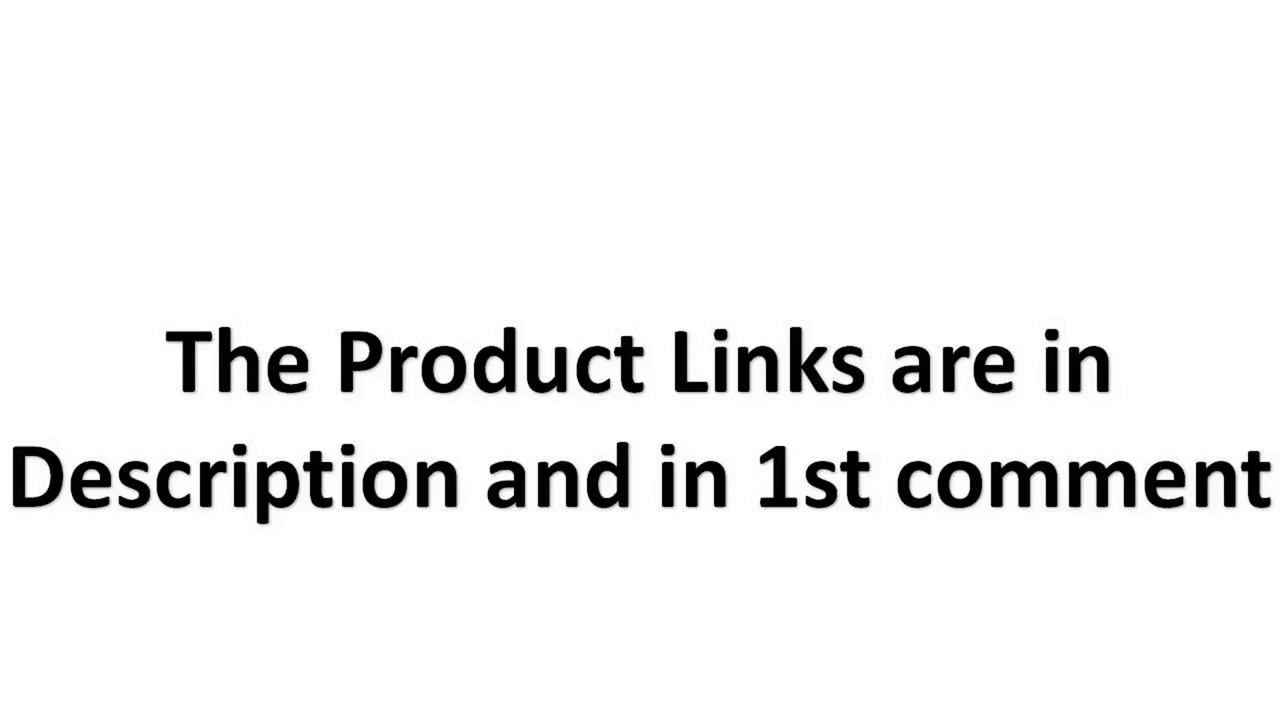 The Product Links are in
Description and in 1st comment